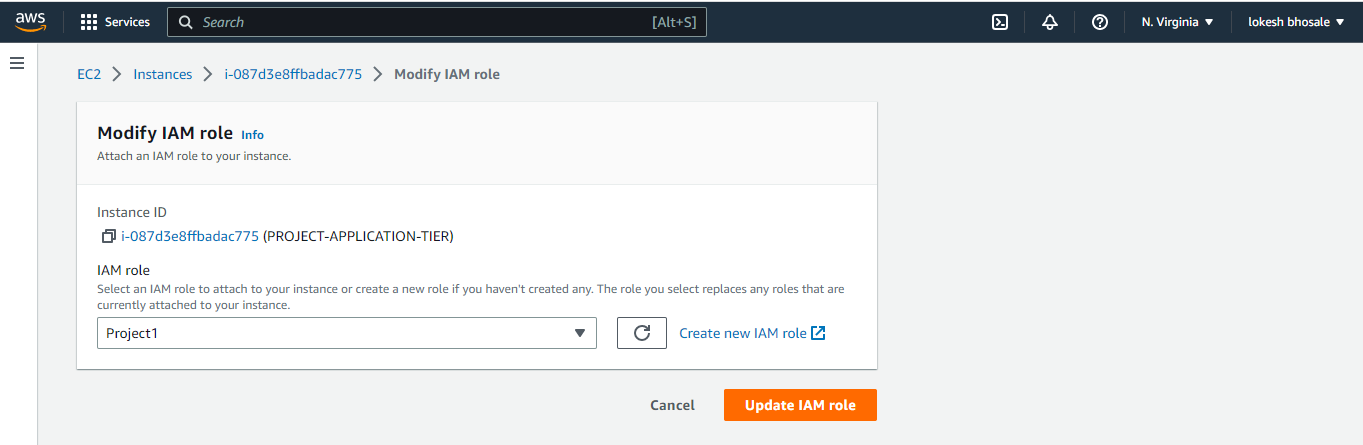 aws Services Search [Alt+S] N. Virginia lokesh bhosale
EC2 Instances i-087d3e8ffbadac775 Modify IAM role
Modify IAM role Info
Attach an IAM role to your instance.
Instance ID
i-087d3e8ffbadac775 (PROJECT-APPLICATION-TIER)
IAM role
Select an IAM role to attach to your instance or create a new role if you haven't created any. The role you select replaces any roles that are
currently attached to your instance.
Project1 Create new IAM role
Cancel Update IAM role